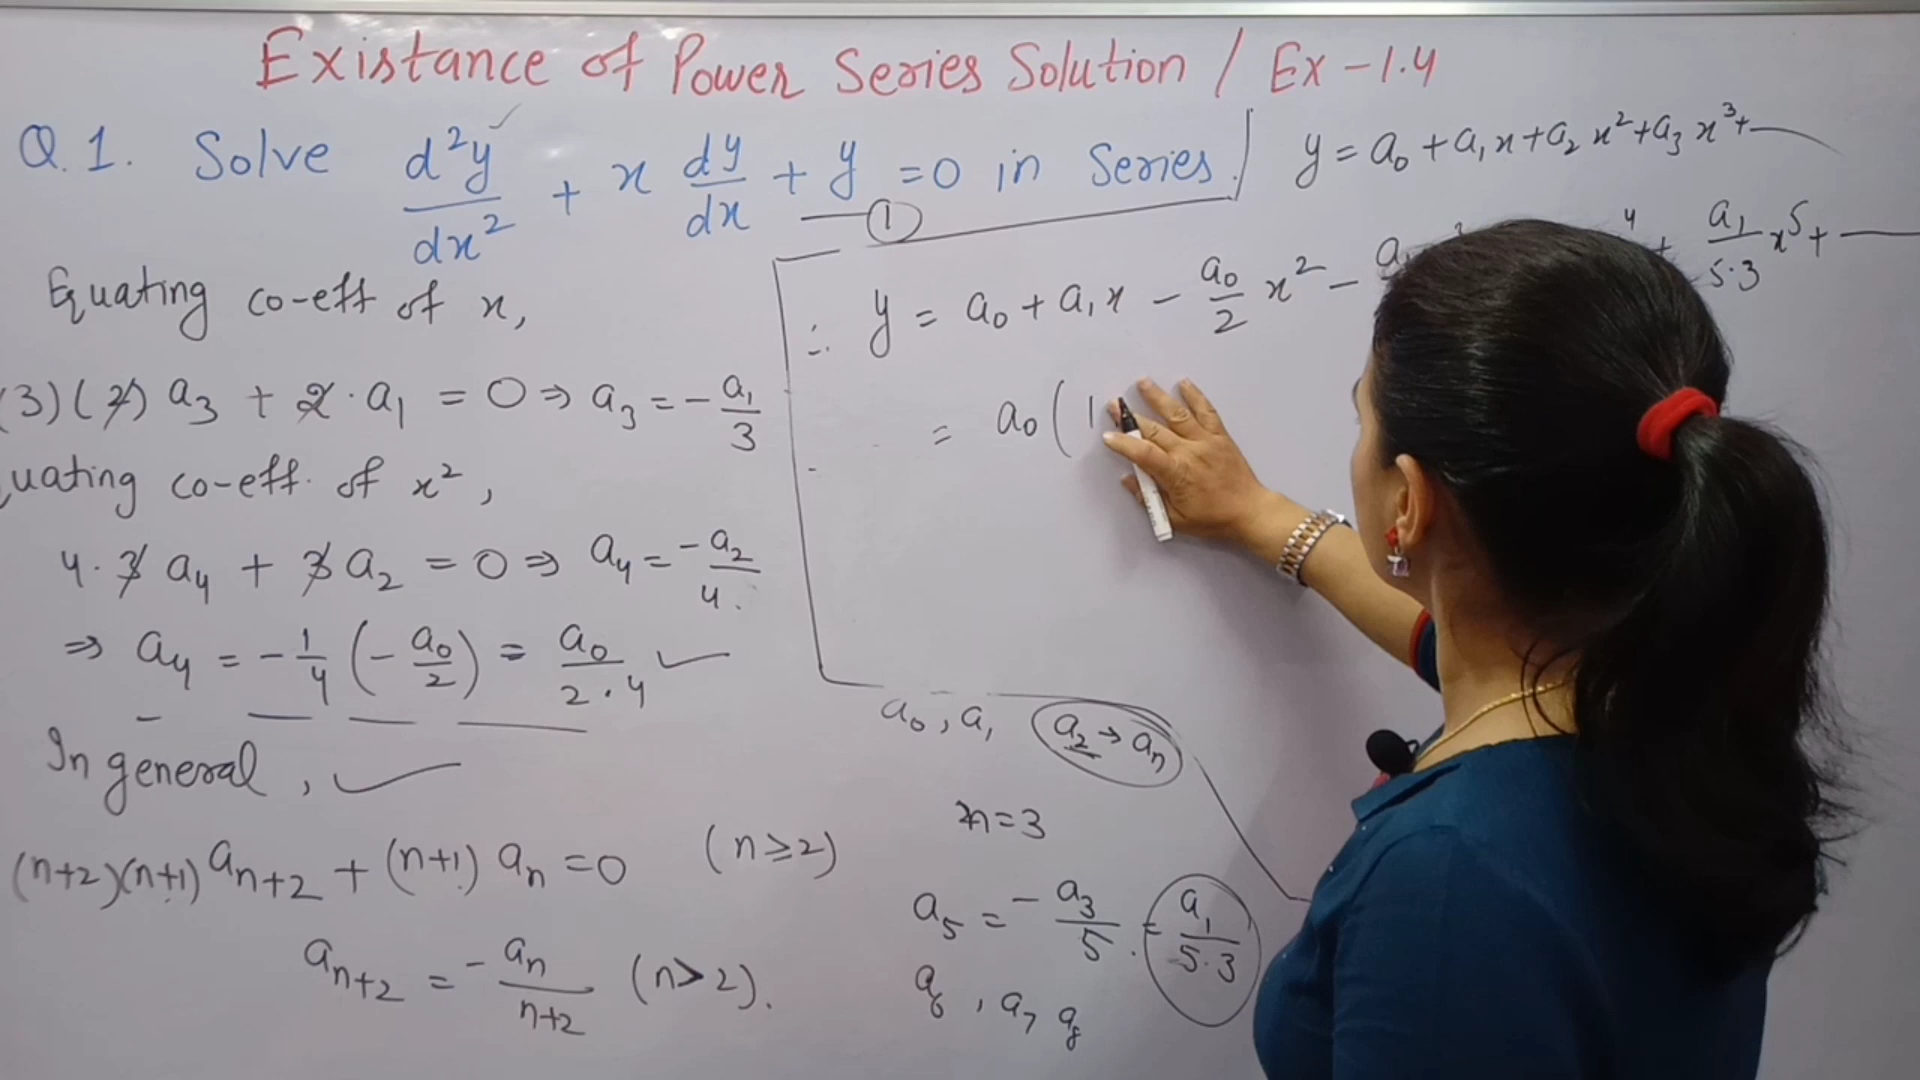 Existance of Power Series Solution / Ex-1.4
Q.1. Solve d²y/dx² + x dy/dx + y = 0 in Series. —①
y = a₀ + a₁x + a₂x² + a₃x³ + ——
Equating co-eff of x,
(3)(2) a₃ + 2·a₁ = 0 ⇒ a₃ = -a₁/3
uating co-eff. of x²,
4·3 a₄ + 3 a₂ = 0 ⇒ a₄ = -a₂/4.
⇒ a₄ = -1/4 (-a₀/2) = a₀/2·4 ✓
In general, ✓
(n+2)(n+1) aₙ₊₂ + (n+1) aₙ = 0 (n≥2)
aₙ₊₂ = -aₙ/n+2 (n>2).
∴ y = a₀ + a₁x - a₀/2 x² - a₁ 4 + a₁/5·3 x⁵ + ——
= a₀ ( 1
a₀, a₁ a₂ → aₙ
n=3
a₅ = -a₃/5. = a₁/5·3
a₆, a₇ a₈